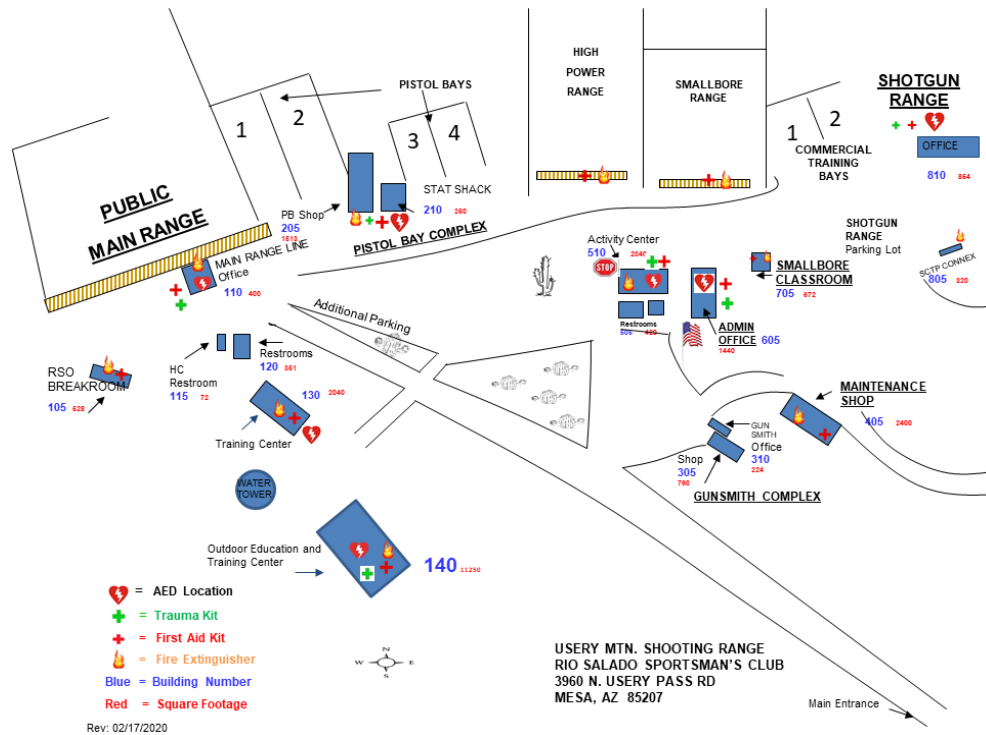 PUBLIC
MAIN RANGE
1
2
PISTOL BAYS
3
4
HIGH
POWER
RANGE
SMALLBORE
RANGE
1
2
COMMERCIAL
TRAINING
BAYS
SHOTGUN
RANGE
OFFICE
810 864
PB Shop
205
1613
STAT SHACK
210 260
PISTOL BAY COMPLEX
MAIN RANGE LINE
Office
110 400
Activity Center
510 2040
STOP
Restrooms
505 420
ADMIN
OFFICE 605
1440
SMALLBORE
CLASSROOM
705 672
SHOTGUN
RANGE
Parking Lot
SCTP CONNEX
805 320
Additional Parking
RSO
BREAKROOM
105 628
HC
Restroom
115 72
Restrooms
120 351
130 2040
Training Center
WATER
TOWER
MAINTENANCE
SHOP
405 2400
GUN
SMITH
Office
310
224
Shop
305
760
GUNSMITH COMPLEX
Outdoor Education and
Training Center
140 11250
= AED Location
= Trauma Kit
= First Aid Kit
= Fire Extinguisher
Blue = Building Number
Red = Square Footage
Rev: 02/17/2020
N
W E
S
USERY MTN. SHOOTING RANGE
RIO SALADO SPORTSMAN'S CLUB
3960 N. USERY PASS RD
MESA, AZ 85207
Main Entrance